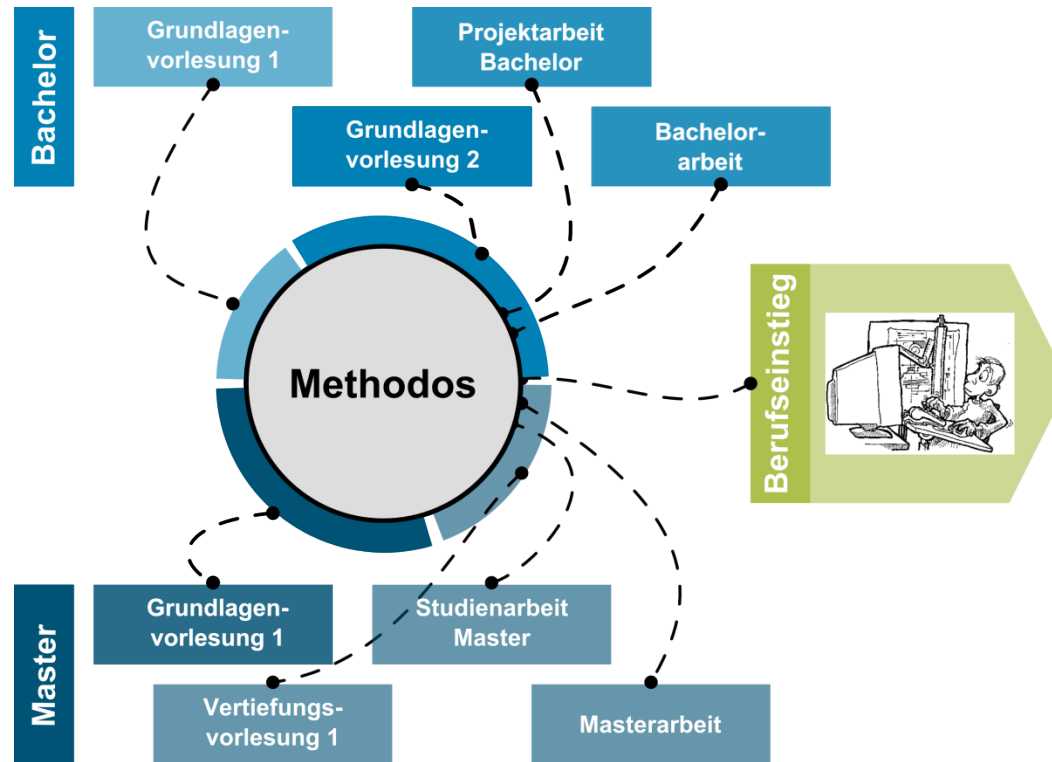 Bachelor
Grundlagen-
vorlesung 1
Projektarbeit
Bachelor
Grundlagen-
vorlesung 2
Bachelor-
arbeit
Methodos
Berufseinstieg
Master
Grundlagen-
vorlesung 1
Studienarbeit
Master
Vertiefungs-
vorlesung 1
Masterarbeit